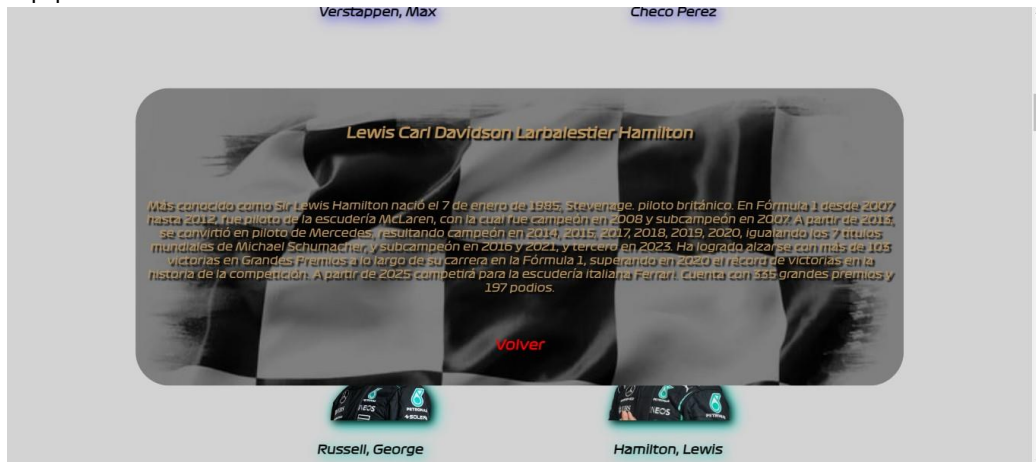 Verstappen, Max
Checo Perez
Lewis Carl Davidson Larbalestier Hamilton
Más conocido como Sir Lewis Hamilton nació el 7 de enero de 1985, Stevenage. piloto británico. En Fórmula 1 desde 2007
hasta 2012, fue piloto de la escudería McLaren, con la cual fue campeón en 2008 y subcampeón en 2007. A partir de 2013,
se convirtió en piloto de Mercedes, resultando campeón en 2014, 2015, 2017, 2018, 2019, 2020, igualando los 7 títulos
mundiales de Michael Schumacher, y subcampeón en 2016 y 2021, y tercero en 2023. Ha logrado alzarse con más de 103
victorias en Grandes Premios a lo largo de su carrera en la Fórmula 1, superando en 2020 el récord de victorias en la
historia de la competición. A partir de 2025 competirá para la escudería italiana Ferrari. Cuenta con 335 grandes premios y
197 podios.
Volver
INEOS
INEOS
PETRONAS
Russell, George
Hamilton, Lewis